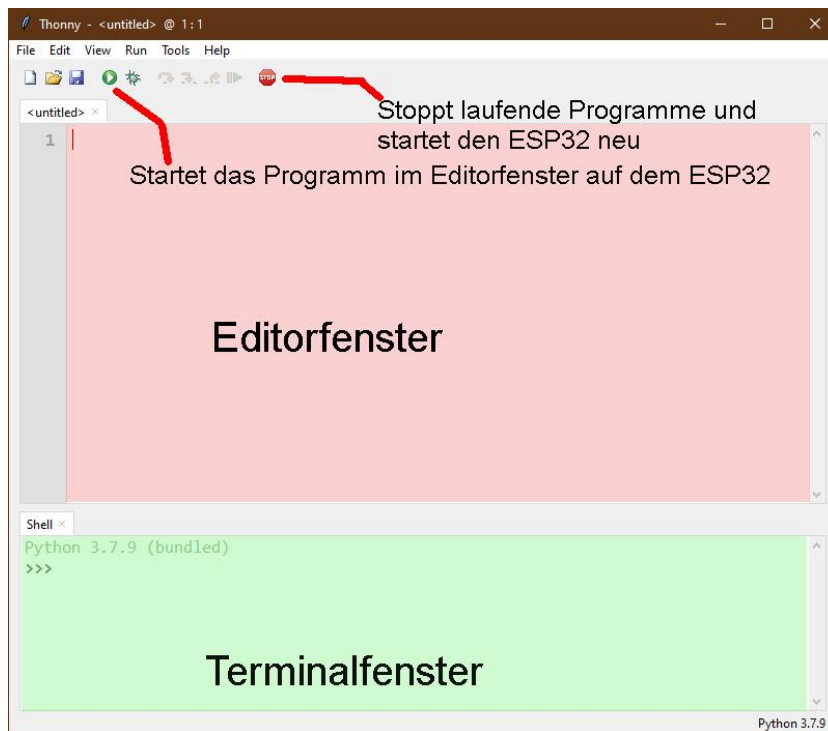 Thonny - <untitled> @ 1:1
File Edit View Run Tools Help
STOP
<untitled>
Stoppt laufende Programme und
1
startet den ESP32 neu
Startet das Programm im Editorfenster auf dem ESP32
Editorfenster
Shell
Python 3.7.9 (bundled)
>>>
Terminalfenster
Python 3.7.9